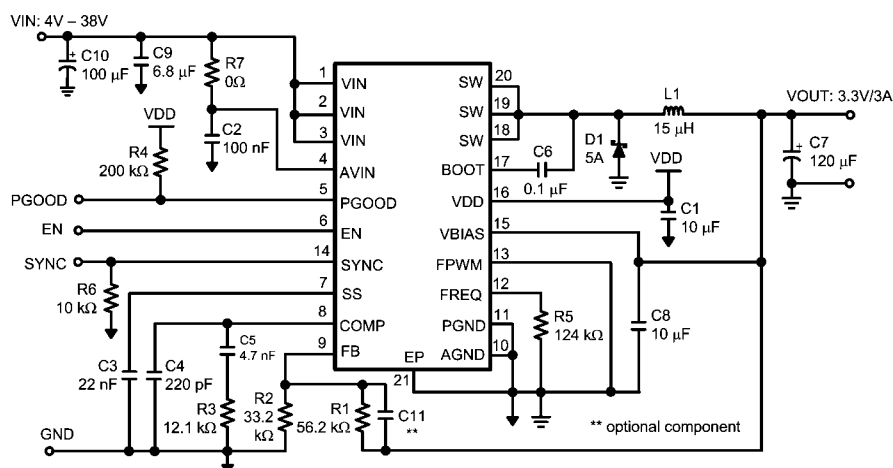 VIN: 4V – 38V
C10
100 µF
C9
6.8 µF
R7
0Ω
C2
100 nF
VDD
R4
200 kΩ
PGOOD
EN
SYNC
R6
10 kΩ
C3
22 nF
C4
220 pF
C5
4.7 nF
R3
12.1 kΩ
R2
33.2
kΩ
R1
56.2 kΩ
C11
**
GND
1
VIN
2
VIN
3
VIN
4
AVIN
5
PGOOD
6
EN
14
SYNC
7
SS
8
COMP
9
FB
EP
21
SW
20
SW
19
SW
18
BOOT
17
VDD
16
VBIAS
15
FPWM
13
FREQ
12
PGND
11
AGND
10
C6
0.1 µF
D1
5A
L1
15 µH
VOUT: 3.3V/3A
C7
120 µF
VDD
C1
10 µF
R5
124 kΩ
C8
10 µF
** optional component